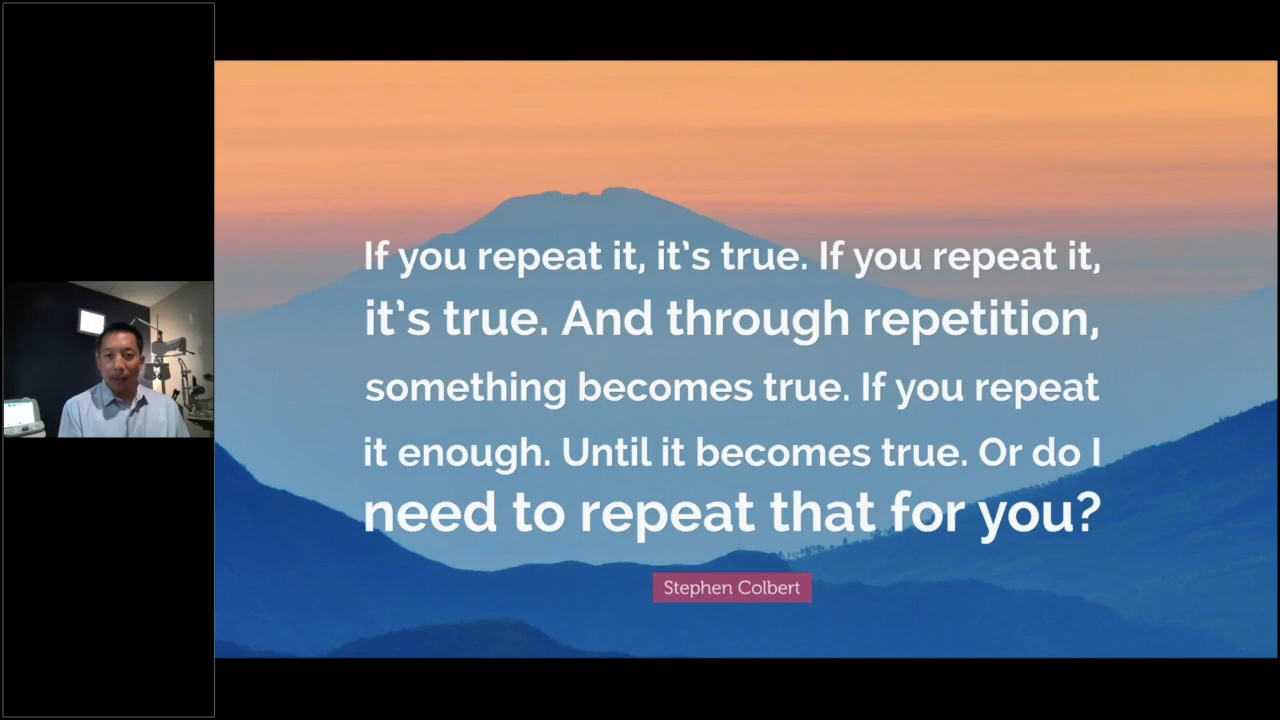 If you repeat it, it’s true. If you repeat it,
it’s true. And through repetition,
something becomes true. If you repeat
it enough. Until it becomes true. Or do I
need to repeat that for you?
Stephen Colbert